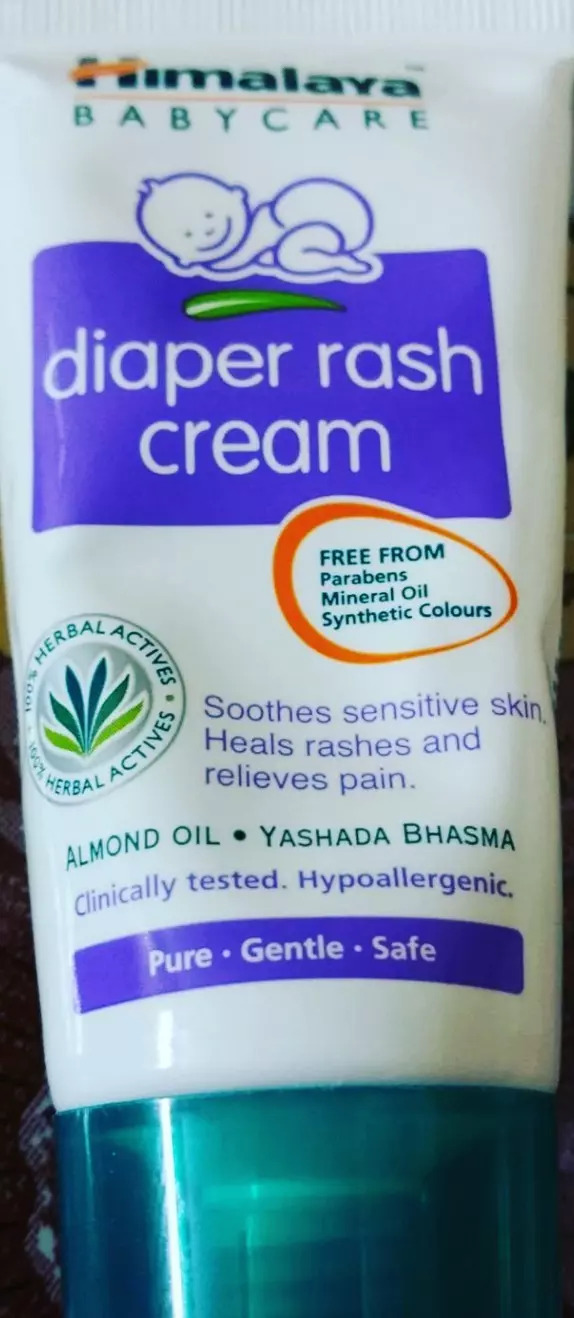 Himalaya
BABYCARE
diaper rash
cream
FREE FROM
Parabens
Mineral Oil
Synthetic Colours
100% HERBAL ACTIVES • 100% HERBAL ACTIVES •
Soothes sensitive skin.
Heals rashes and
relieves pain.
ALMOND OIL • YASHADA BHASMA
Clinically tested. Hypoallergenic.
Pure • Gentle • Safe